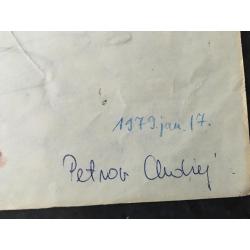 1979. jan. 17.
Petrov Andrej